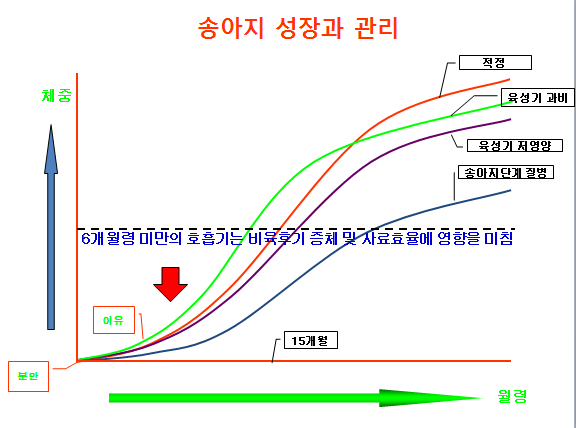 송아지 성장과 관리
적정
체중
육성기 과비
육성기 저영양
송아지단계 질병
6개월령 미만의 호흡기는 비육후기 증체 및 사료효율에 영향을 미침
이유
15개월
분만
월령